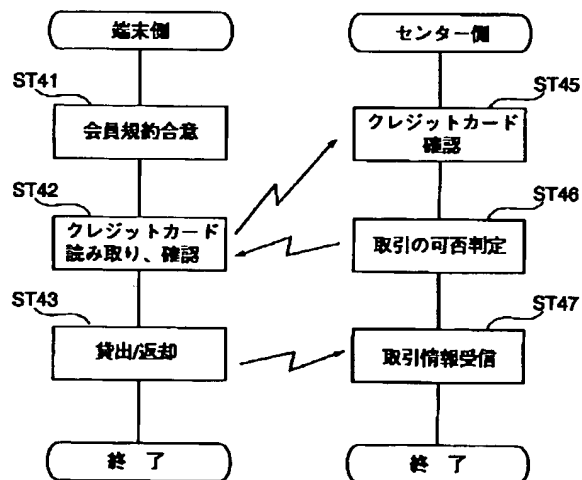 端末側
ST41
会員規約合意
ST42
クレジットカード
読み取り、確認
ST43
貸出/返却
終 了
センター側
ST45
クレジットカード
確認
ST46
取引の可否判定
ST47
取引情報受信
終 了